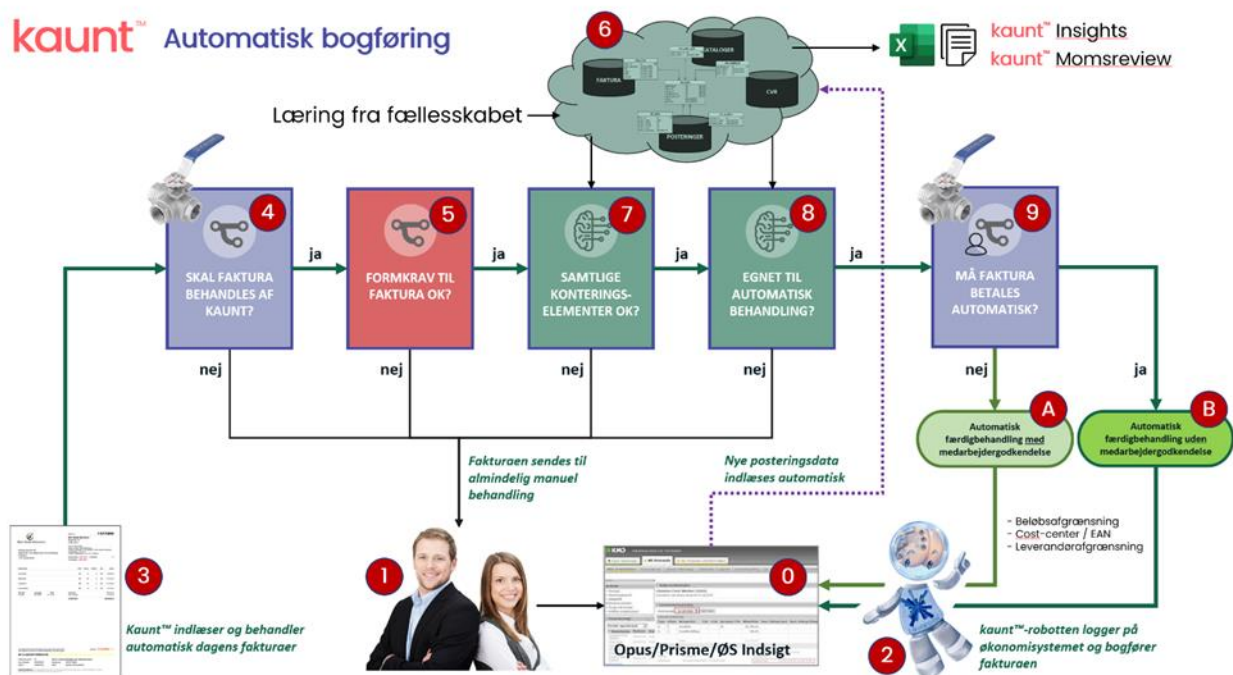 kaunt™ Automatisk bogføring
6
KATALOGER
FAKTURA
CVR
POSTERINGER
kaunt™ Insights
kaunt™ Momsreview
Læring fra fællesskabet
4
SKAL FAKTURA
BEHANDLES AF
KAUNT?
ja
5
FORMKRAV TIL
FAKTURA OK?
ja
7
SAMTLIGE
KONTERINGS-
ELEMENTER OK?
ja
8
EGNET TIL
AUTOMATISK
BEHANDLING?
ja
9
MÅ FAKTURA
BETALES
AUTOMATISK?
nej
nej
nej
nej
nej
ja
A
Automatisk
færdigbehandling med
medarbejdergodkendelse
B
Automatisk
færdigbehandling uden
medarbejdergodkendelse
Fakturaen sendes til
almindelig manuel
behandling
Nye posteringsdata
indlæses automatisk
- Beløbsafgrænsning
- Cost-center / EAN
- Leverandørafgrænsning
3
Kaunt™ indlæser og behandler
automatisk dagens fakturaer
1
0
Opus/Prisme/ØS Indsigt
2
kaunt™-robotten logger på
økonomisystemet og bogfører
fakturaen